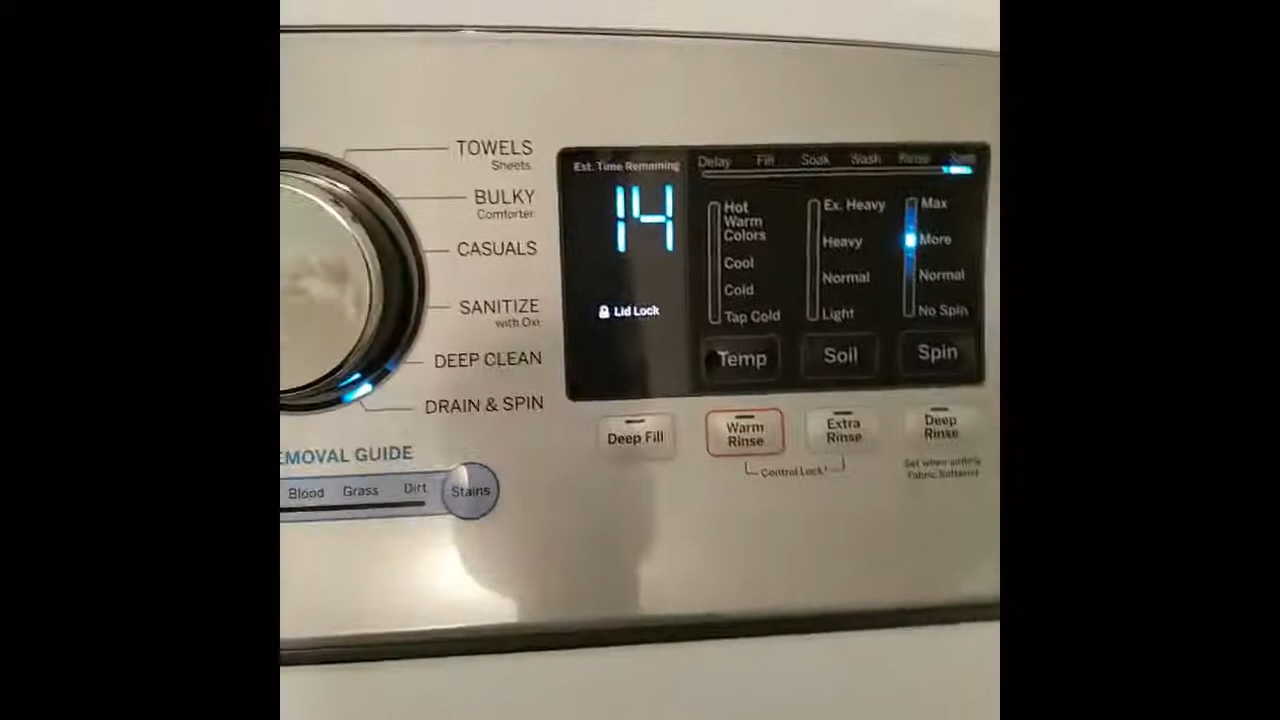 TOWELS
Sheets
BULKY
Comforter
CASUALS
SANITIZE
with Oxi
DEEP CLEAN
DRAIN & SPIN
EMOVAL GUIDE
Blood Grass Dirt Stains
Est. Time Remaining
14
Lid Lock
Delay Fill Soak Wash Rinse Spin
Hot
Warm
Colors
Cool
Cold
Tap Cold
Temp
Ex. Heavy
Heavy
Normal
Light
Soil
Max
More
Normal
No Spin
Spin
Deep Fill
Warm
Rinse
Extra
Rinse
Control Lock
Deep
Rinse
Set when adding
Fabric Softener